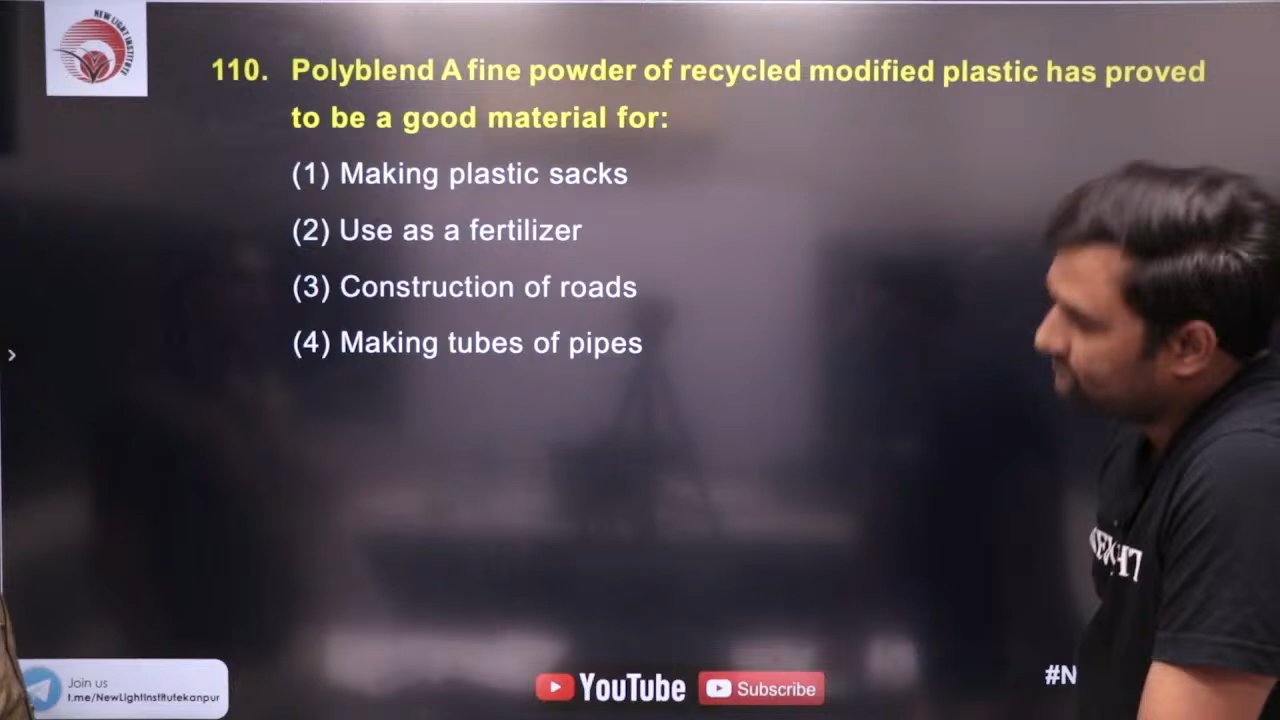 NEW LIGHT INSTITUTE
110. Polyblend A fine powder of recycled modified plastic has proved
to be a good material for:
(1) Making plastic sacks
(2) Use as a fertilizer
(3) Construction of roads
(4) Making tubes of pipes
Join us
t.me/NewLightInstitutekanpur
YouTube
Subscribe
#N